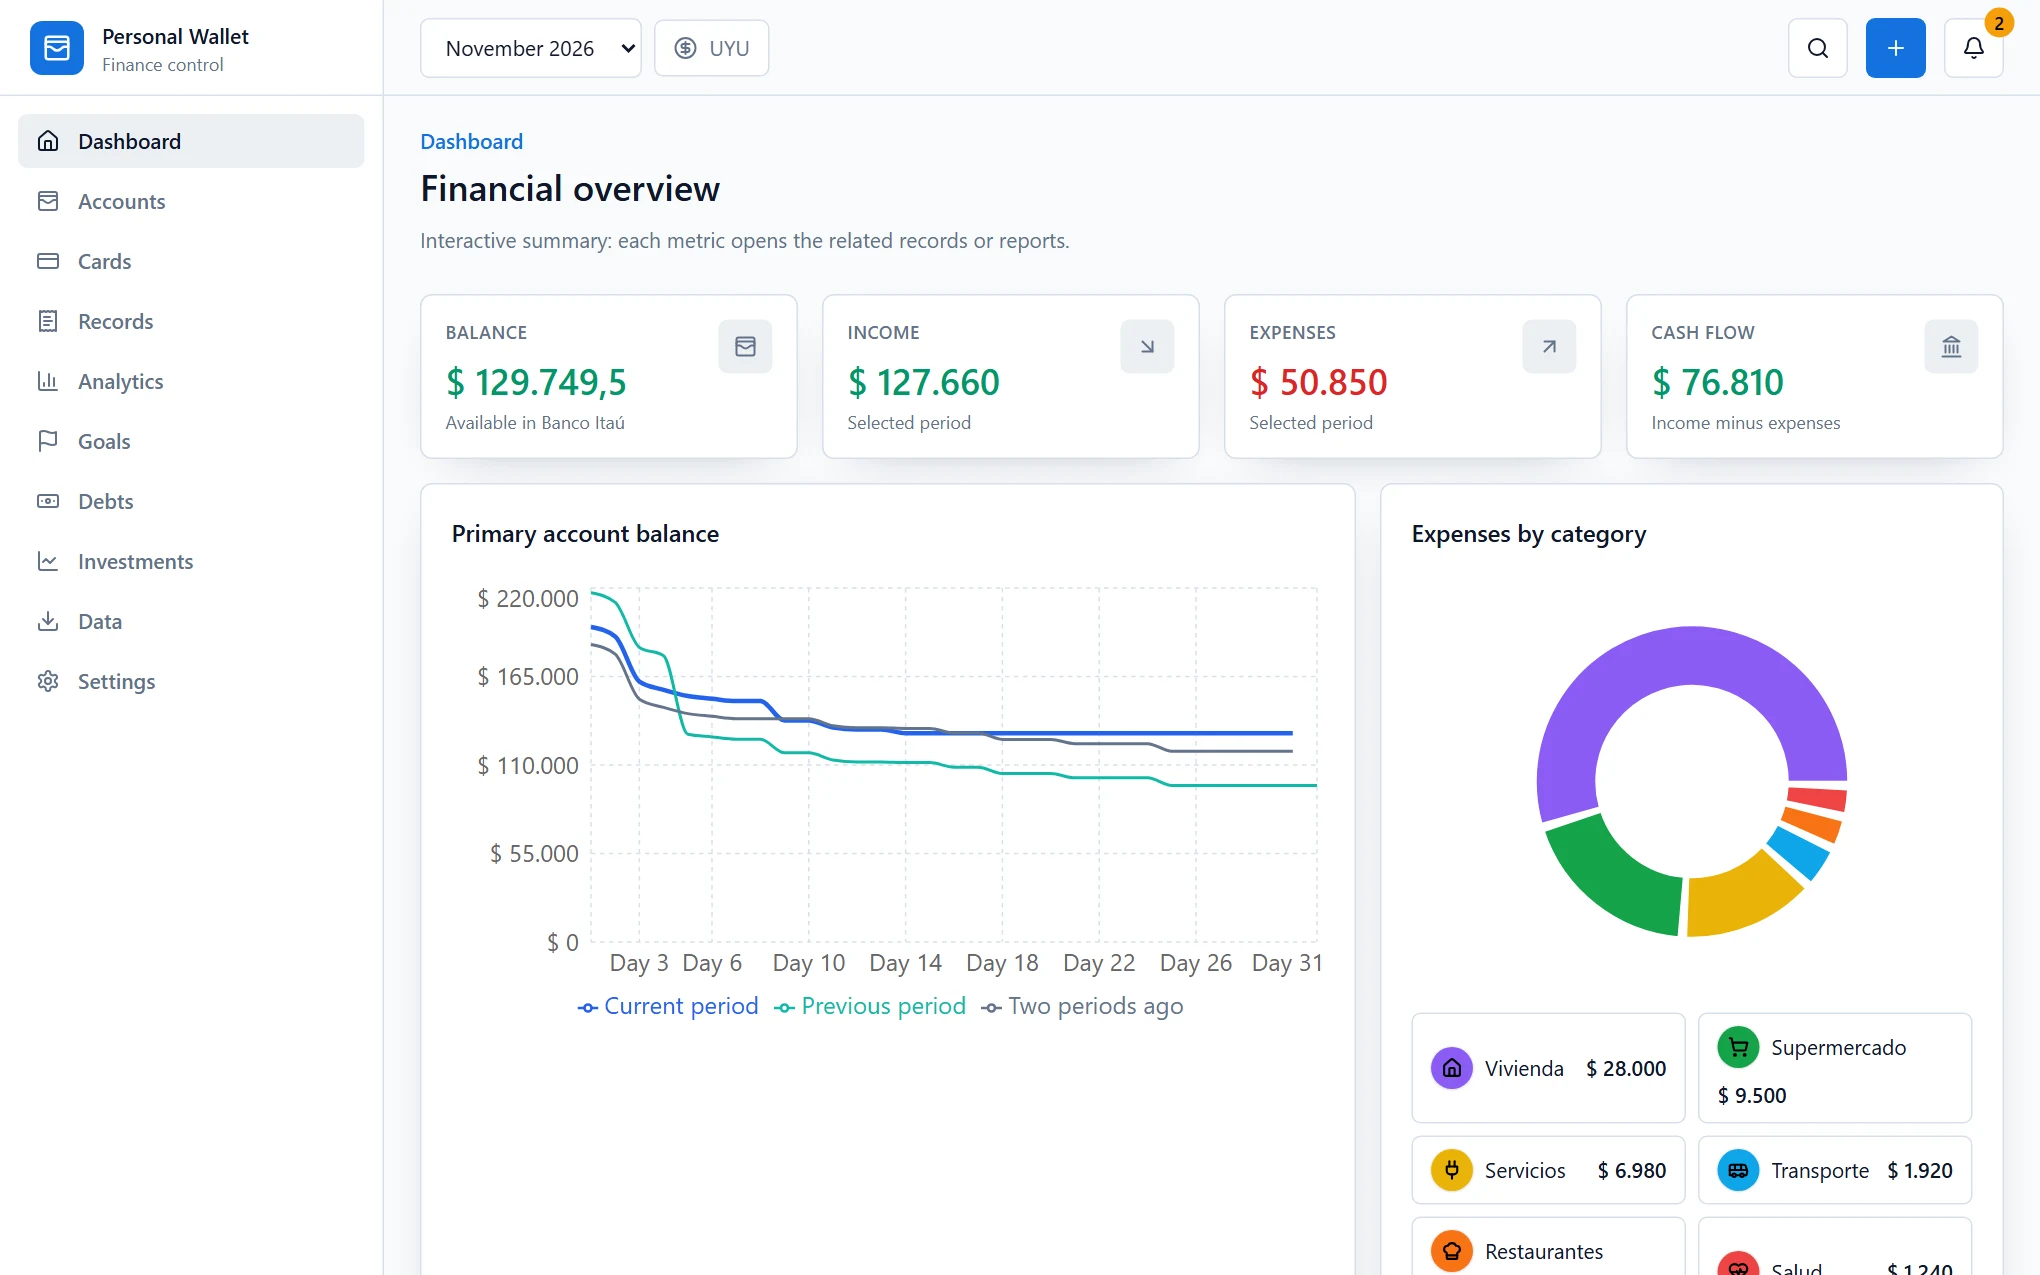 Personal Wallet
Finance control
November 2026
UYU
2
Dashboard
Accounts
Cards
Records
Analytics
Goals
Debts
Investments
Data
Settings
Dashboard
Financial overview
Interactive summary: each metric opens the related records or reports.
BALANCE
$ 129.749,5
Available in Banco Itaú
INCOME
$ 127.660
Selected period
EXPENSES
$ 50.850
Selected period
CASH FLOW
$ 76.810
Income minus expenses
Primary account balance
$ 220.000
$ 165.000
$ 110.000
$ 55.000
$ 0
Day 3 Day 6 Day 10 Day 14 Day 18 Day 22 Day 26 Day 31
Current period Previous period Two periods ago
Expenses by category
Vivienda $ 28.000
Supermercado
$ 9.500
Servicios $ 6.980
Transporte $ 1.920
Restaurantes
Salud $ 1.240